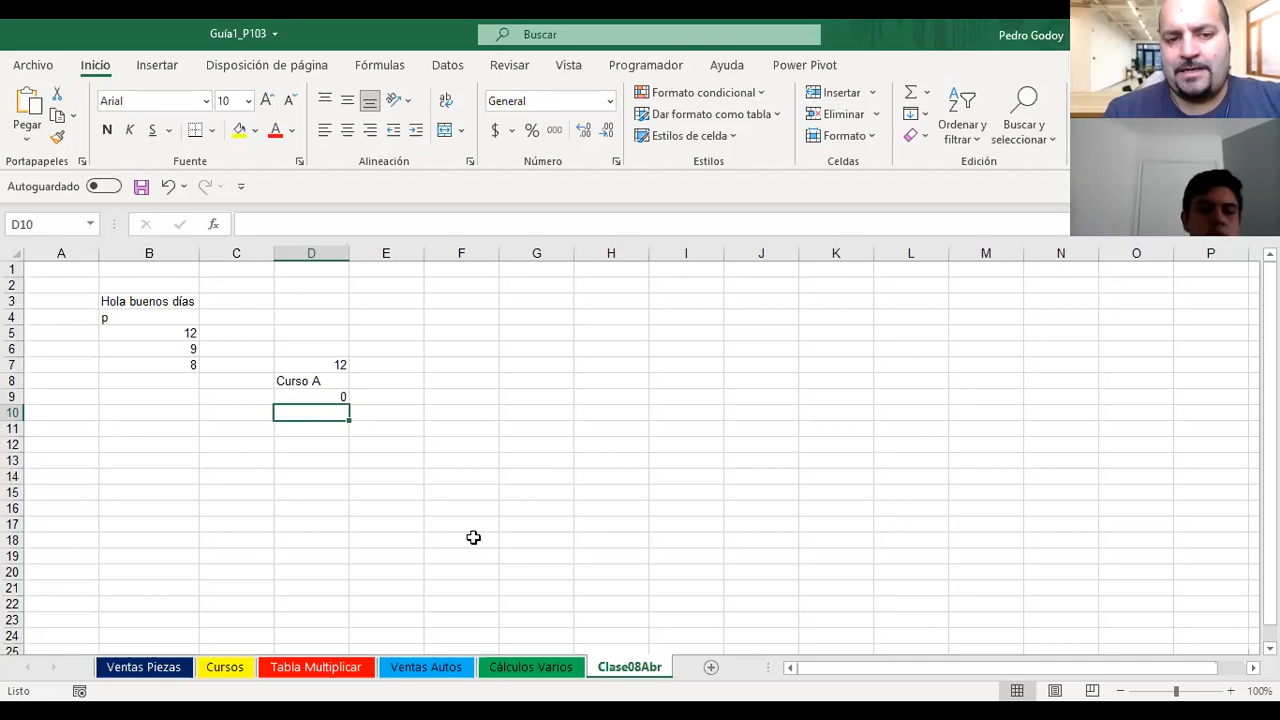 Guía1_P103
Buscar
Pedro Godoy
Archivo Inicio Insertar Disposición de página Fórmulas Datos Revisar Vista Programador Ayuda Power Pivot
Pegar
Arial 10
N K S
General
$ % 000
Formato condicional
Dar formato como tabla
Estilos de celda
Insertar
Eliminar
Formato
Ordenar y filtrar
Buscar y seleccionar
Portapapeles Fuente Alineación Número Estilos Celdas Edición
Autoguardado
D10 fx
A B C D E F G H I J K L M N O P
1
2
3 Hola buenos días
4 p
5 12
6 9
7 8 12
8 Curso A
9 0
10
11
12
13
14
15
16
17
18
19
20
21
22
23
24
25
Ventas Piezas Cursos Tabla Multiplicar Ventas Autos Cálculos Varios Clase08Abr
Listo 100%